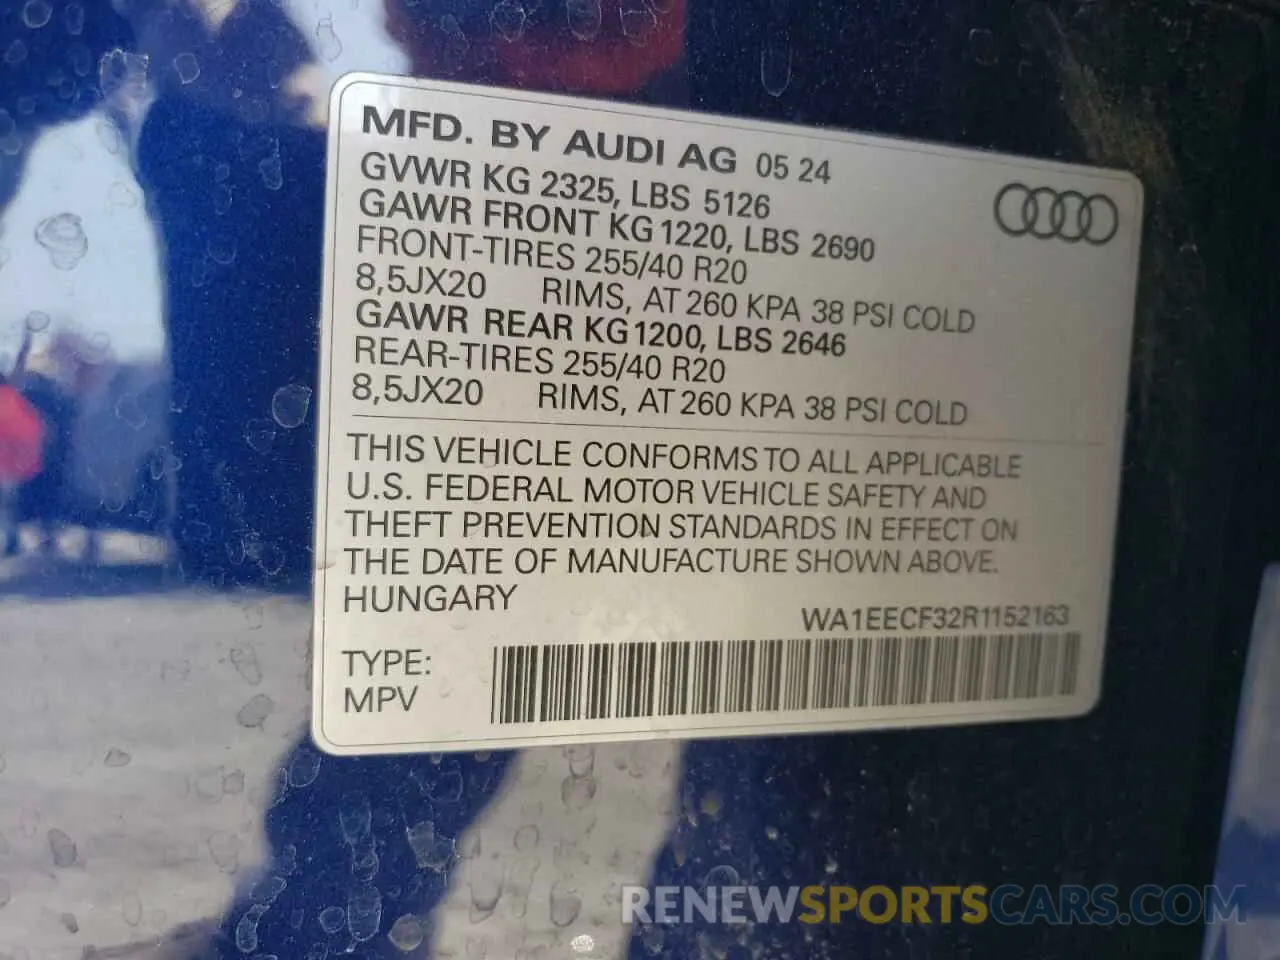 MFD. BY AUDI AG 05 24
GVWR KG 2325, LBS 5126
GAWR FRONT KG 1220, LBS 2690
FRONT-TIRES 255/40 R20
8,5JX20 RIMS, AT 260 KPA 38 PSI COLD
GAWR REAR KG 1200, LBS 2646
REAR-TIRES 255/40 R20
8,5JX20 RIMS, AT 260 KPA 38 PSI COLD
THIS VEHICLE CONFORMS TO ALL APPLICABLE
U.S. FEDERAL MOTOR VEHICLE SAFETY AND
THEFT PREVENTION STANDARDS IN EFFECT ON
THE DATE OF MANUFACTURE SHOWN ABOVE.
HUNGARY
WA1EECF32R1152163
TYPE:
MPV
RENEWSPORTSCARS.COM